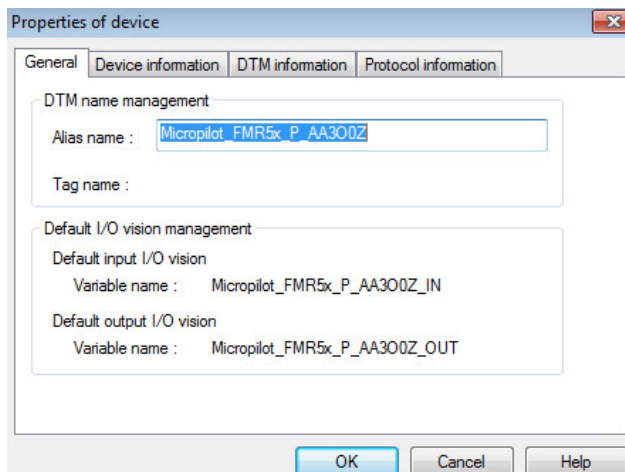 Properties of device
General Device information DTM information Protocol information
DTM name management
Alias name : Micropilot_FMR5x_P_AA3O0Z
Tag name :
Default I/O vision management
Default input I/O vision
Variable name : Micropilot_FMR5x_P_AA3O0Z_IN
Default output I/O vision
Variable name : Micropilot_FMR5x_P_AA3O0Z_OUT
OK Cancel Help